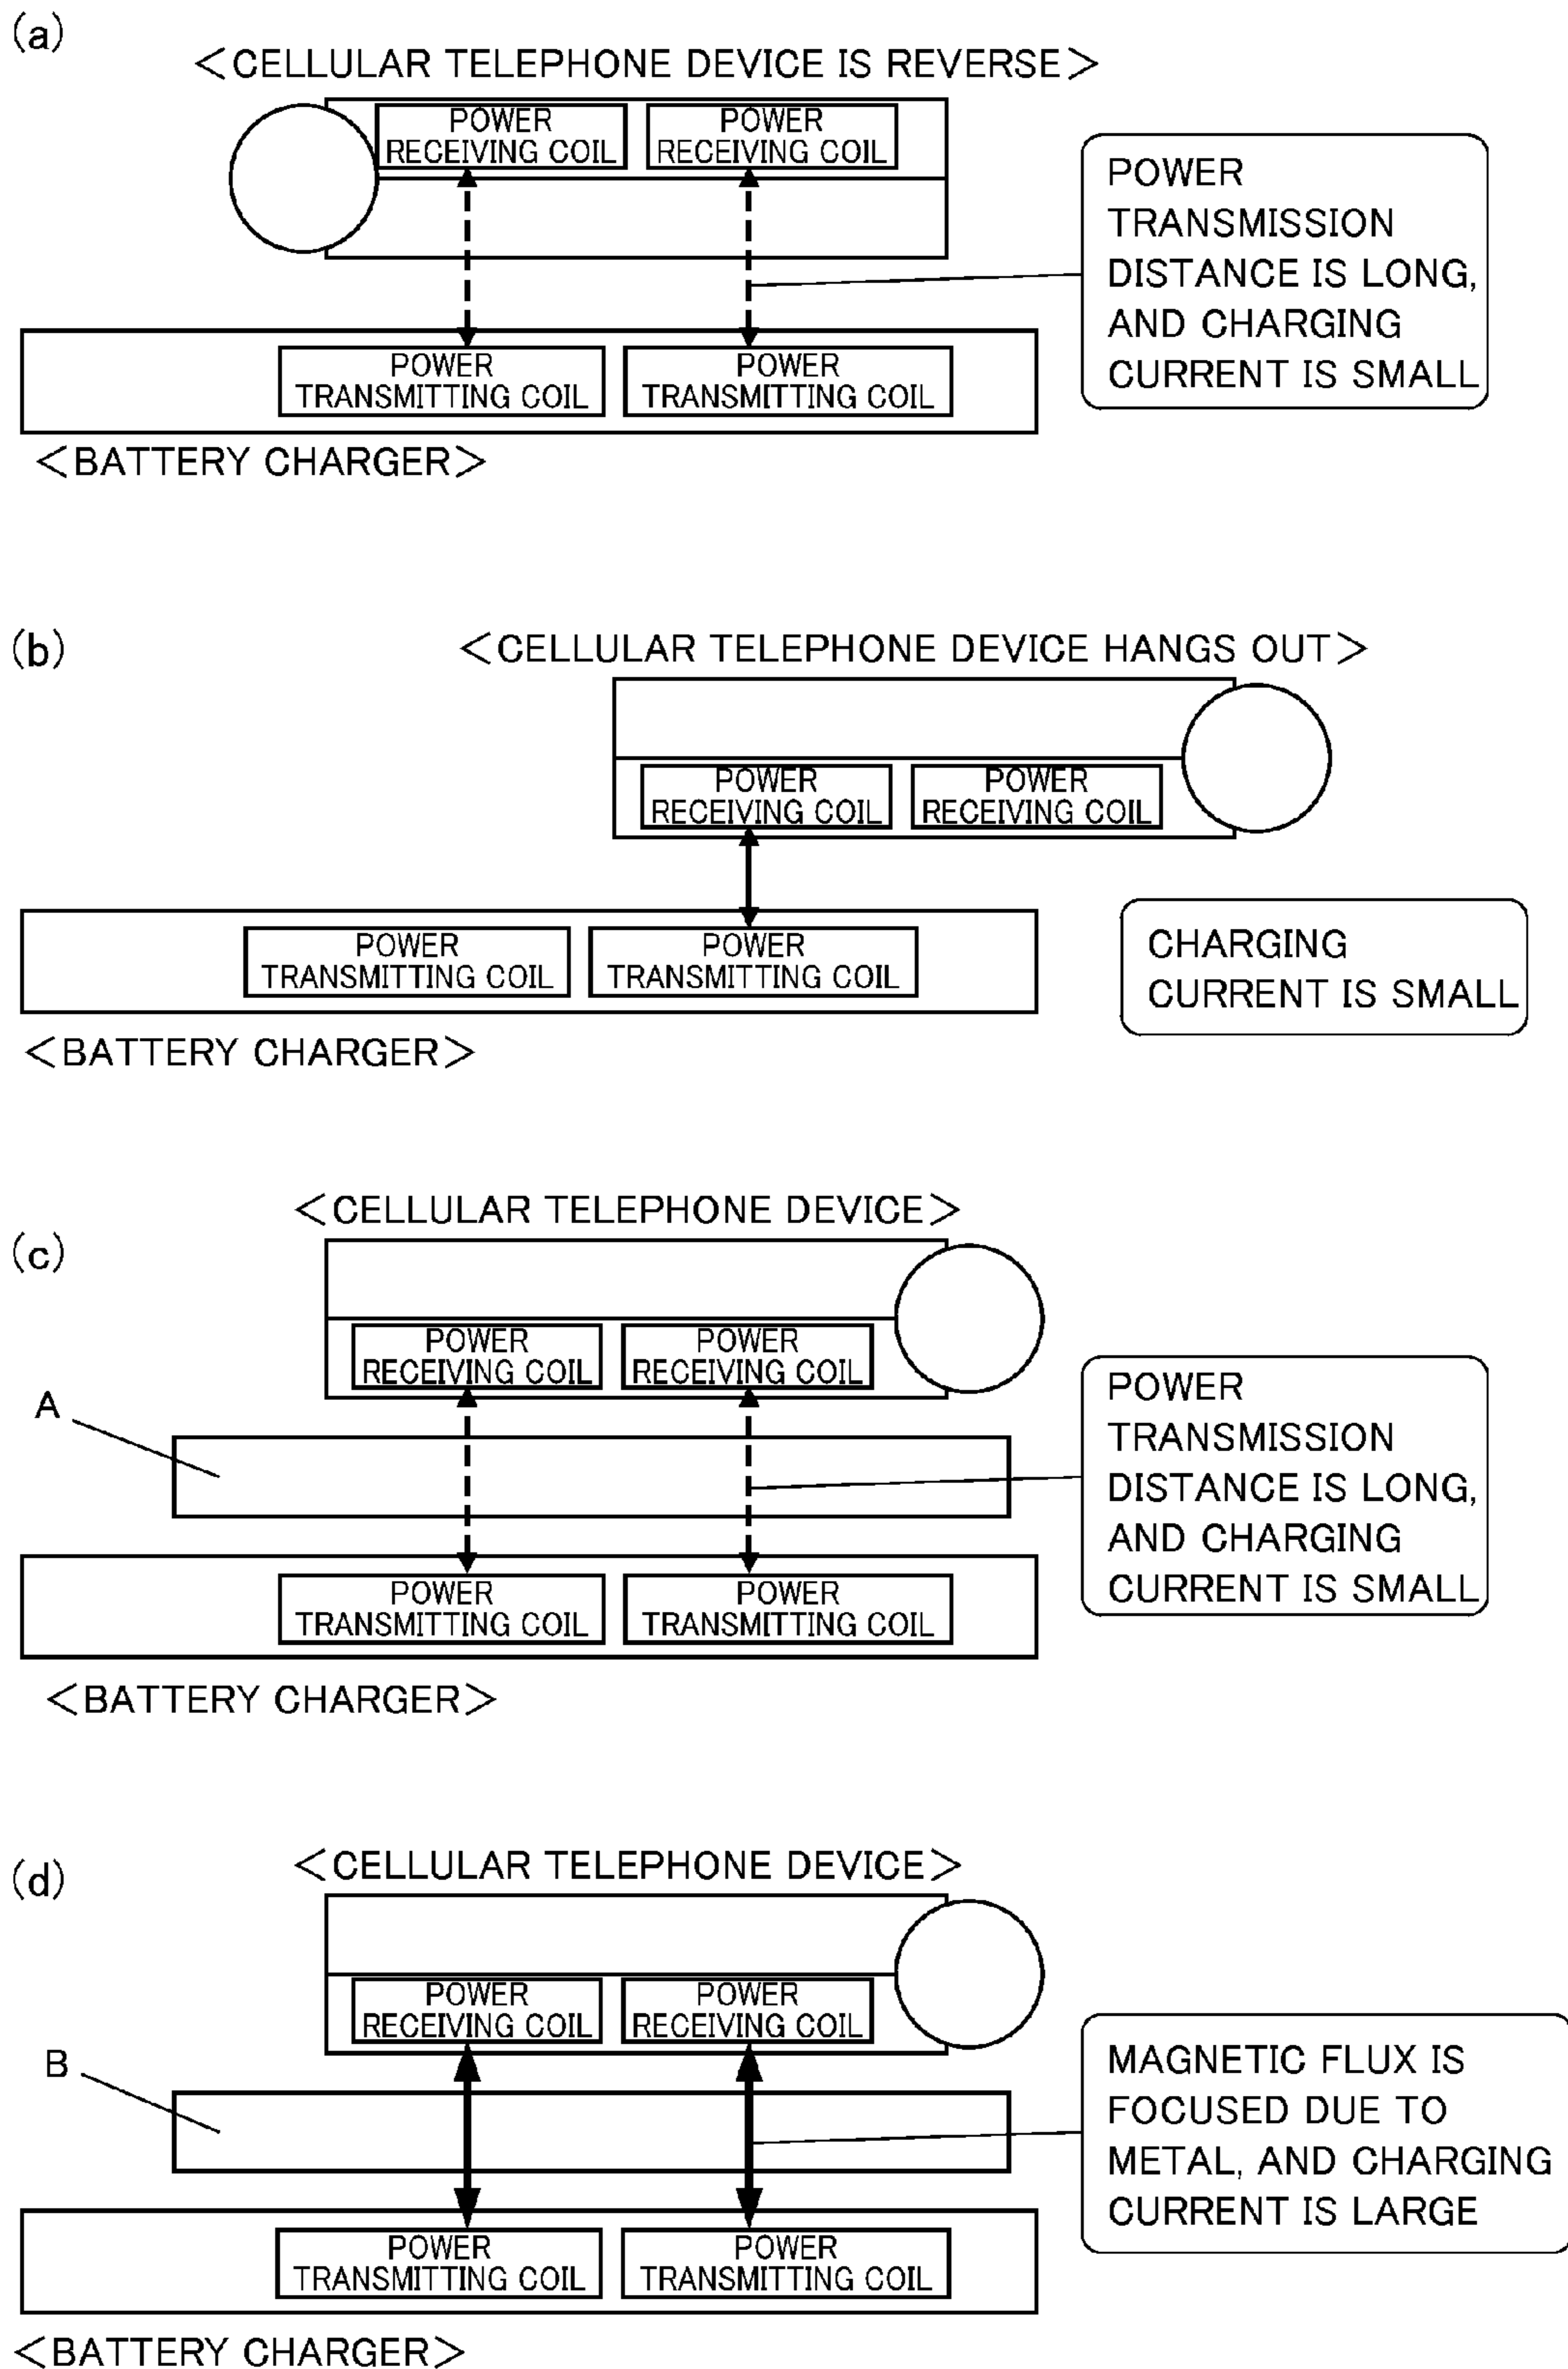 (a)
<CELLULAR TELEPHONE DEVICE IS REVERSE>
POWER
RECEIVING COIL
POWER
RECEIVING COIL
POWER
TRANSMISSION
DISTANCE IS LONG,
AND CHARGING
CURRENT IS SMALL
POWER
TRANSMITTING COIL
POWER
TRANSMITTING COIL
<BATTERY CHARGER>
(b)
<CELLULAR TELEPHONE DEVICE HANGS OUT>
POWER
RECEIVING COIL
POWER
RECEIVING COIL
POWER
TRANSMITTING COIL
POWER
TRANSMITTING COIL
CHARGING
CURRENT IS SMALL
<BATTERY CHARGER>
(c)
<CELLULAR TELEPHONE DEVICE>
POWER
RECEIVING COIL
POWER
RECEIVING COIL
A
POWER
TRANSMISSION
DISTANCE IS LONG,
AND CHARGING
CURRENT IS SMALL
POWER
TRANSMITTING COIL
POWER
TRANSMITTING COIL
<BATTERY CHARGER>
(d)
<CELLULAR TELEPHONE DEVICE>
POWER
RECEIVING COIL
POWER
RECEIVING COIL
B
MAGNETIC FLUX IS
FOCUSED DUE TO
METAL, AND CHARGING
CURRENT IS LARGE
POWER
TRANSMITTING COIL
POWER
TRANSMITTING COIL
<BATTERY CHARGER>